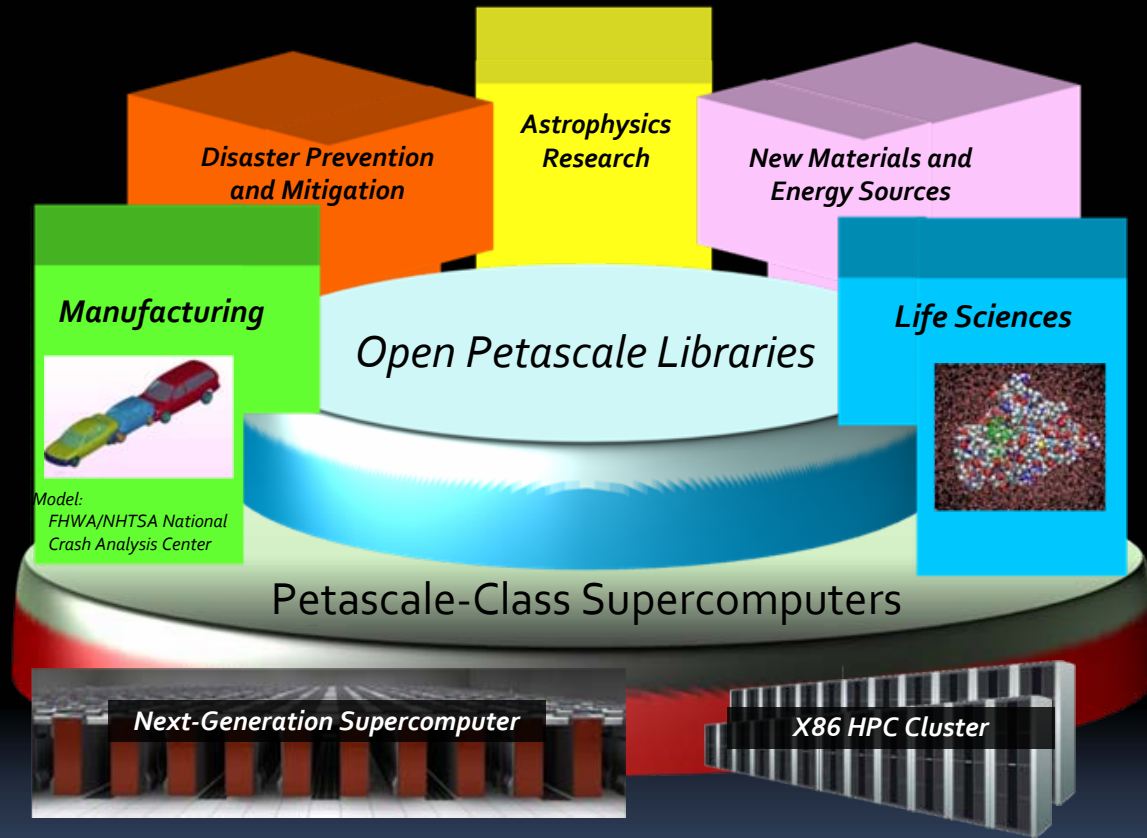 Astrophysics
Research
Disaster Prevention
and Mitigation
New Materials and
Energy Sources
Manufacturing
Life Sciences
Open Petascale Libraries
Model:
FHWA/NHTSA National
Crash Analysis Center
Petascale-Class Supercomputers
Next-Generation Supercomputer
X86 HPC Cluster